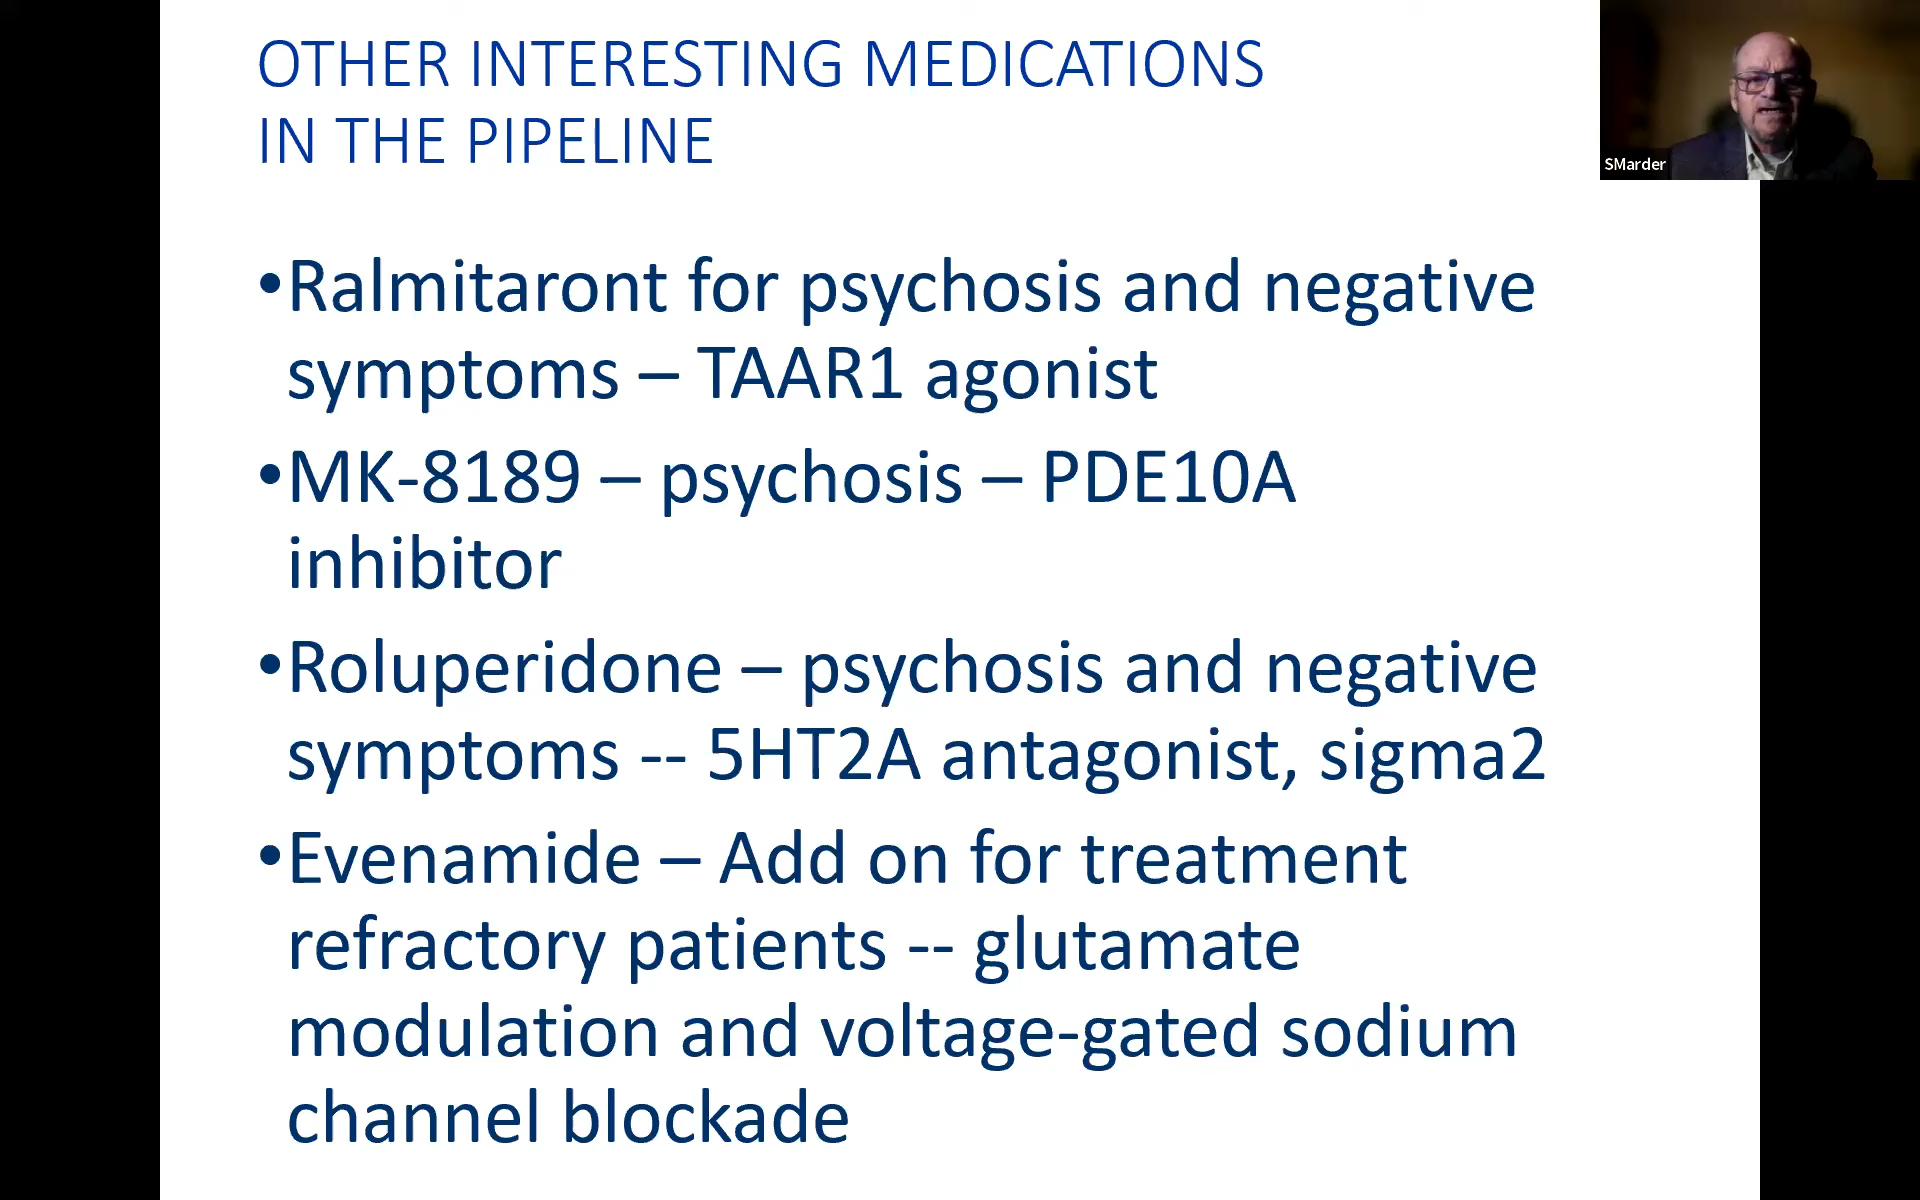 OTHER INTERESTING MEDICATIONS
IN THE PIPELINE
SMarder
•Ralmitaront for psychosis and negative
symptoms – TAAR1 agonist
•MK-8189 – psychosis – PDE10A
inhibitor
•Roluperidone – psychosis and negative
symptoms -- 5HT2A antagonist, sigma2
•Evenamide – Add on for treatment
refractory patients -- glutamate
modulation and voltage-gated sodium
channel blockade